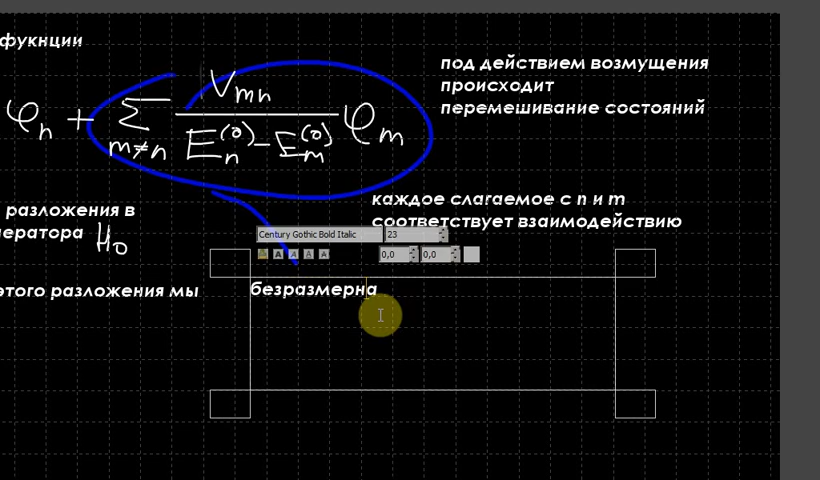 фукнции
под действием возмущения
происходит
перемешивание состояний
φn + Σ m≠n Vmn / (En^(0) - Em^(0)) φm
каждое слагаемое с n и m
соответствует взаимодействию
разложения в
ператора H0
Century Gothic Bold Italic 23
A A A A 0,0 0,0
этого разложения мы
безразмерна